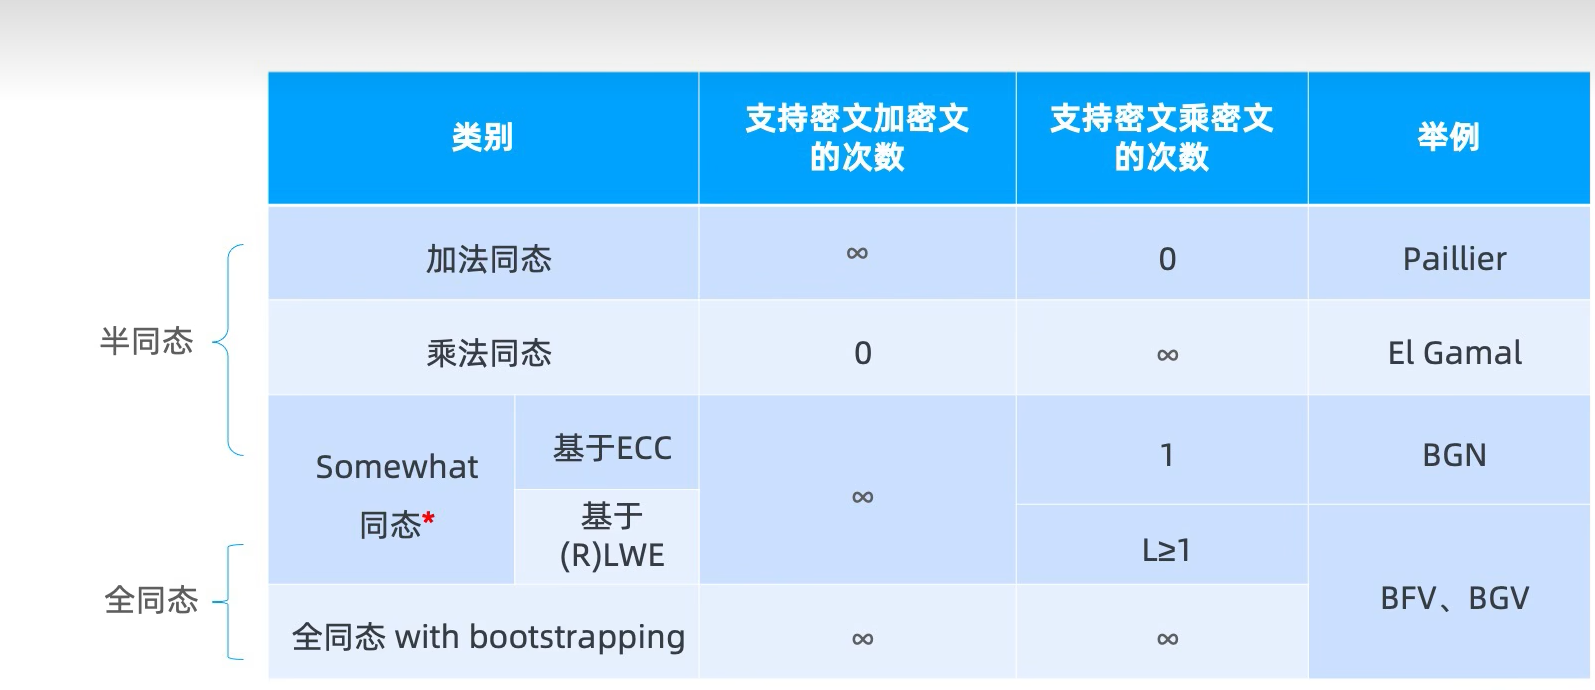 类别
支持密文加密文
的次数
支持密文乘密文
的次数
举例
半同态
加法同态
∞
0
Paillier
乘法同态
0
∞
El Gamal
Somewhat
同态*
基于ECC
∞
1
BGN
基于
(R)LWE
L≥1
BFV、BGV
全同态
全同态 with bootstrapping
∞
∞